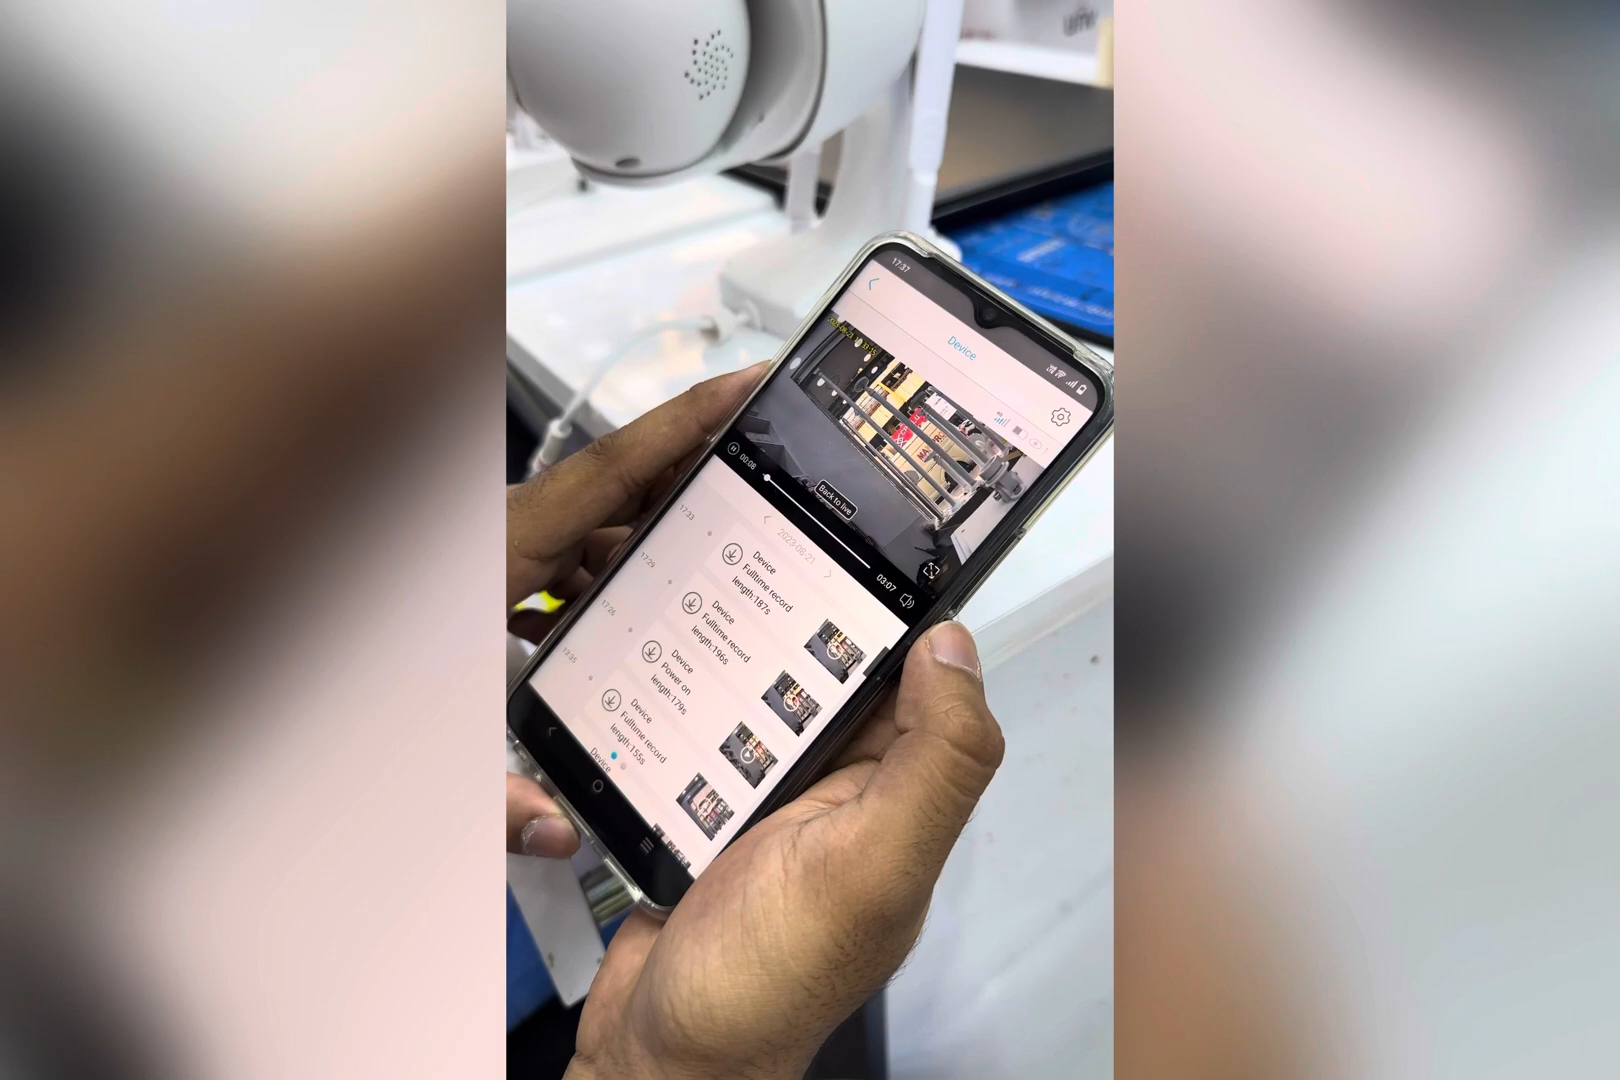 17:37
Device
00:08
Back to live
03:07
2023-08-21
17:33
Device
Fulltime record
length:187s
17:29
Device
Fulltime record
length:196s
17:26
Device
Power on
length:179s
Device
Fulltime record
length:155s
Device